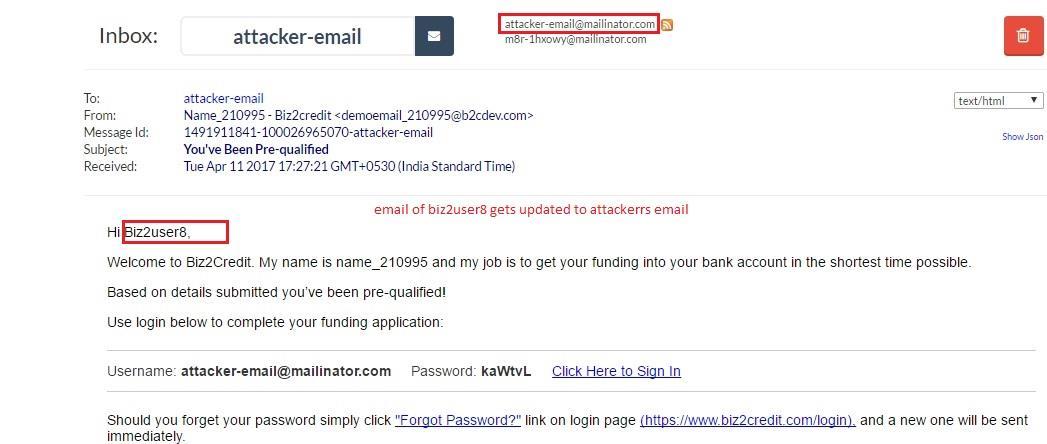 Inbox: attacker-email
attacker-email@mailinator.com
m8r-1hxowy@mailinator.com
To: attacker-email
text/html
From: Name_210995 - Biz2credit <demoemail_210995@b2cdev.com>
Message Id: 1491911841-100026965070-attacker-email
Show Json
Subject: You've Been Pre-qualified
Received: Tue Apr 11 2017 17:27:21 GMT+0530 (India Standard Time)
email of biz2user8 gets updated to attackerrs email
Hi Biz2user8,
Welcome to Biz2Credit. My name is name_210995 and my job is to get your funding into your bank account in the shortest time possible.
Based on details submitted you’ve been pre-qualified!
Use login below to complete your funding application:
Username: attacker-email@mailinator.com Password: kaWtvL Click Here to Sign In
Should you forget your password simply click "Forgot Password?" link on login page (https://www.biz2credit.com/login), and a new one will be sent
immediately.